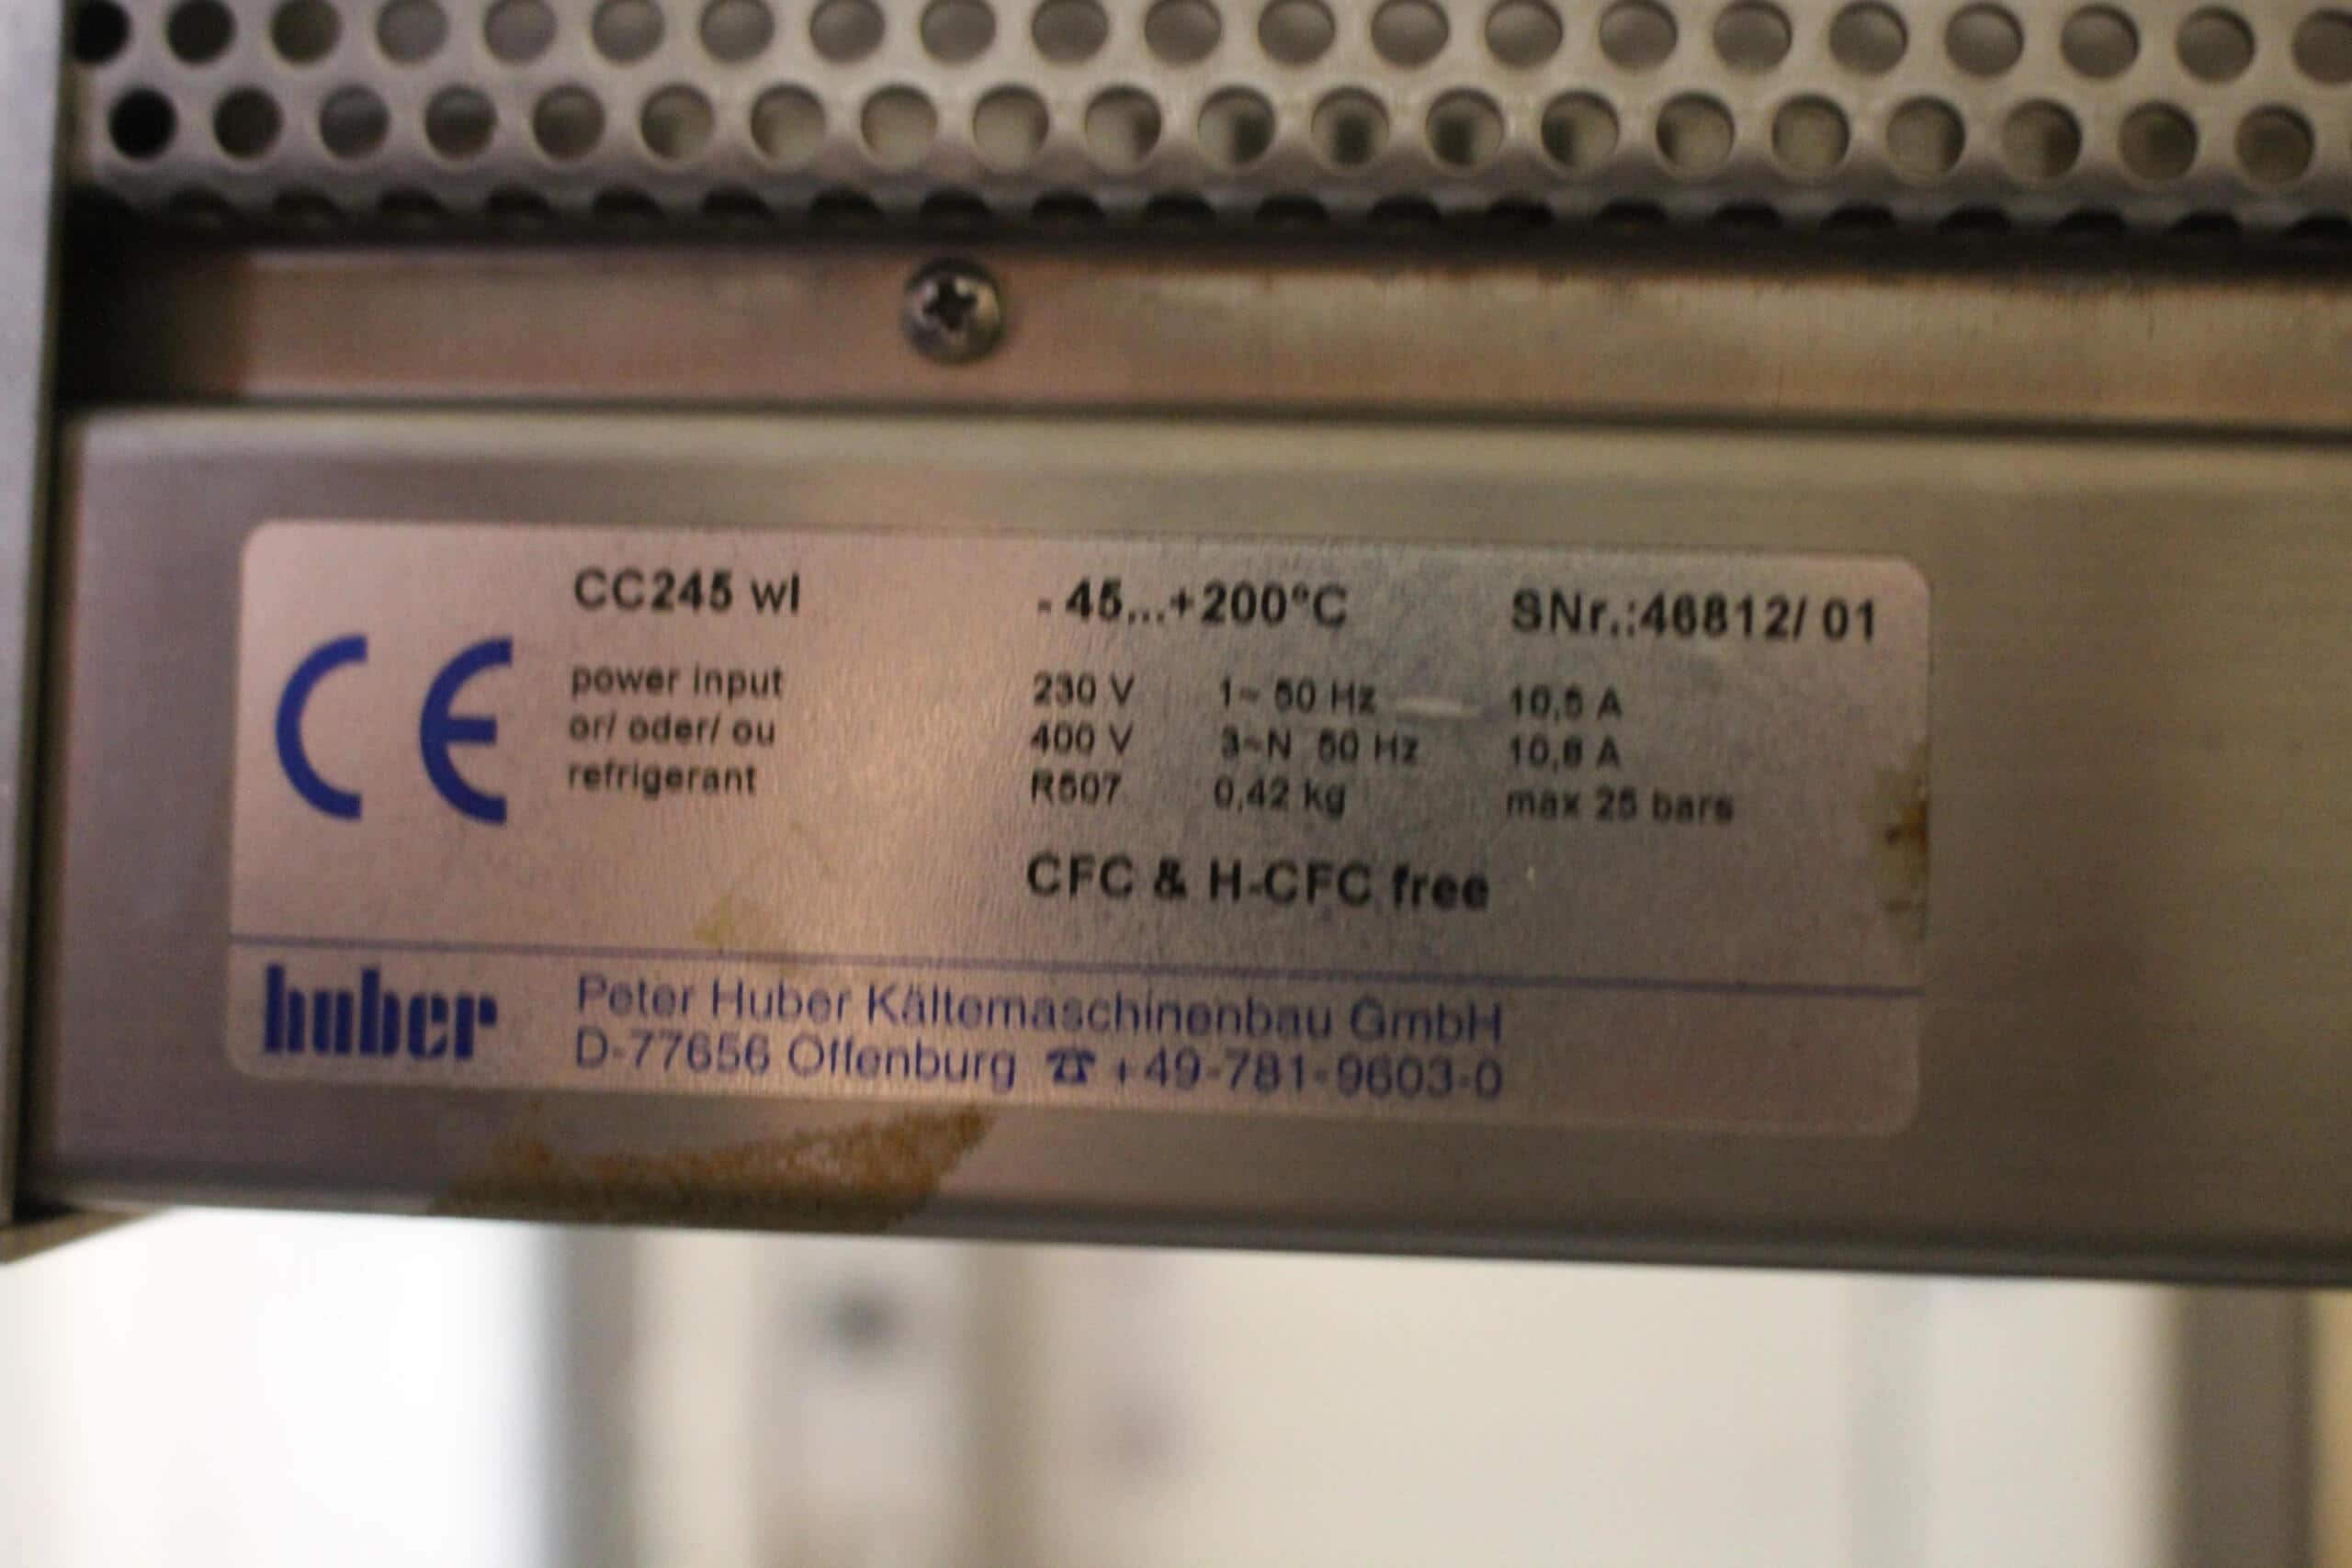 CC245 wl - 45...+200°C SNr.:46812/ 01
CE
power input 230 V 1~ 50 Hz 10,5 A
or/ oder/ ou 400 V 3~N 50 Hz
refrigerant R507 0,42 kg max 25 bars
CFC & H-CFC free
huber
Peter Huber Kältemaschinenbau GmbH
D-77656 Offenburg ☎ +49-781-9603-0